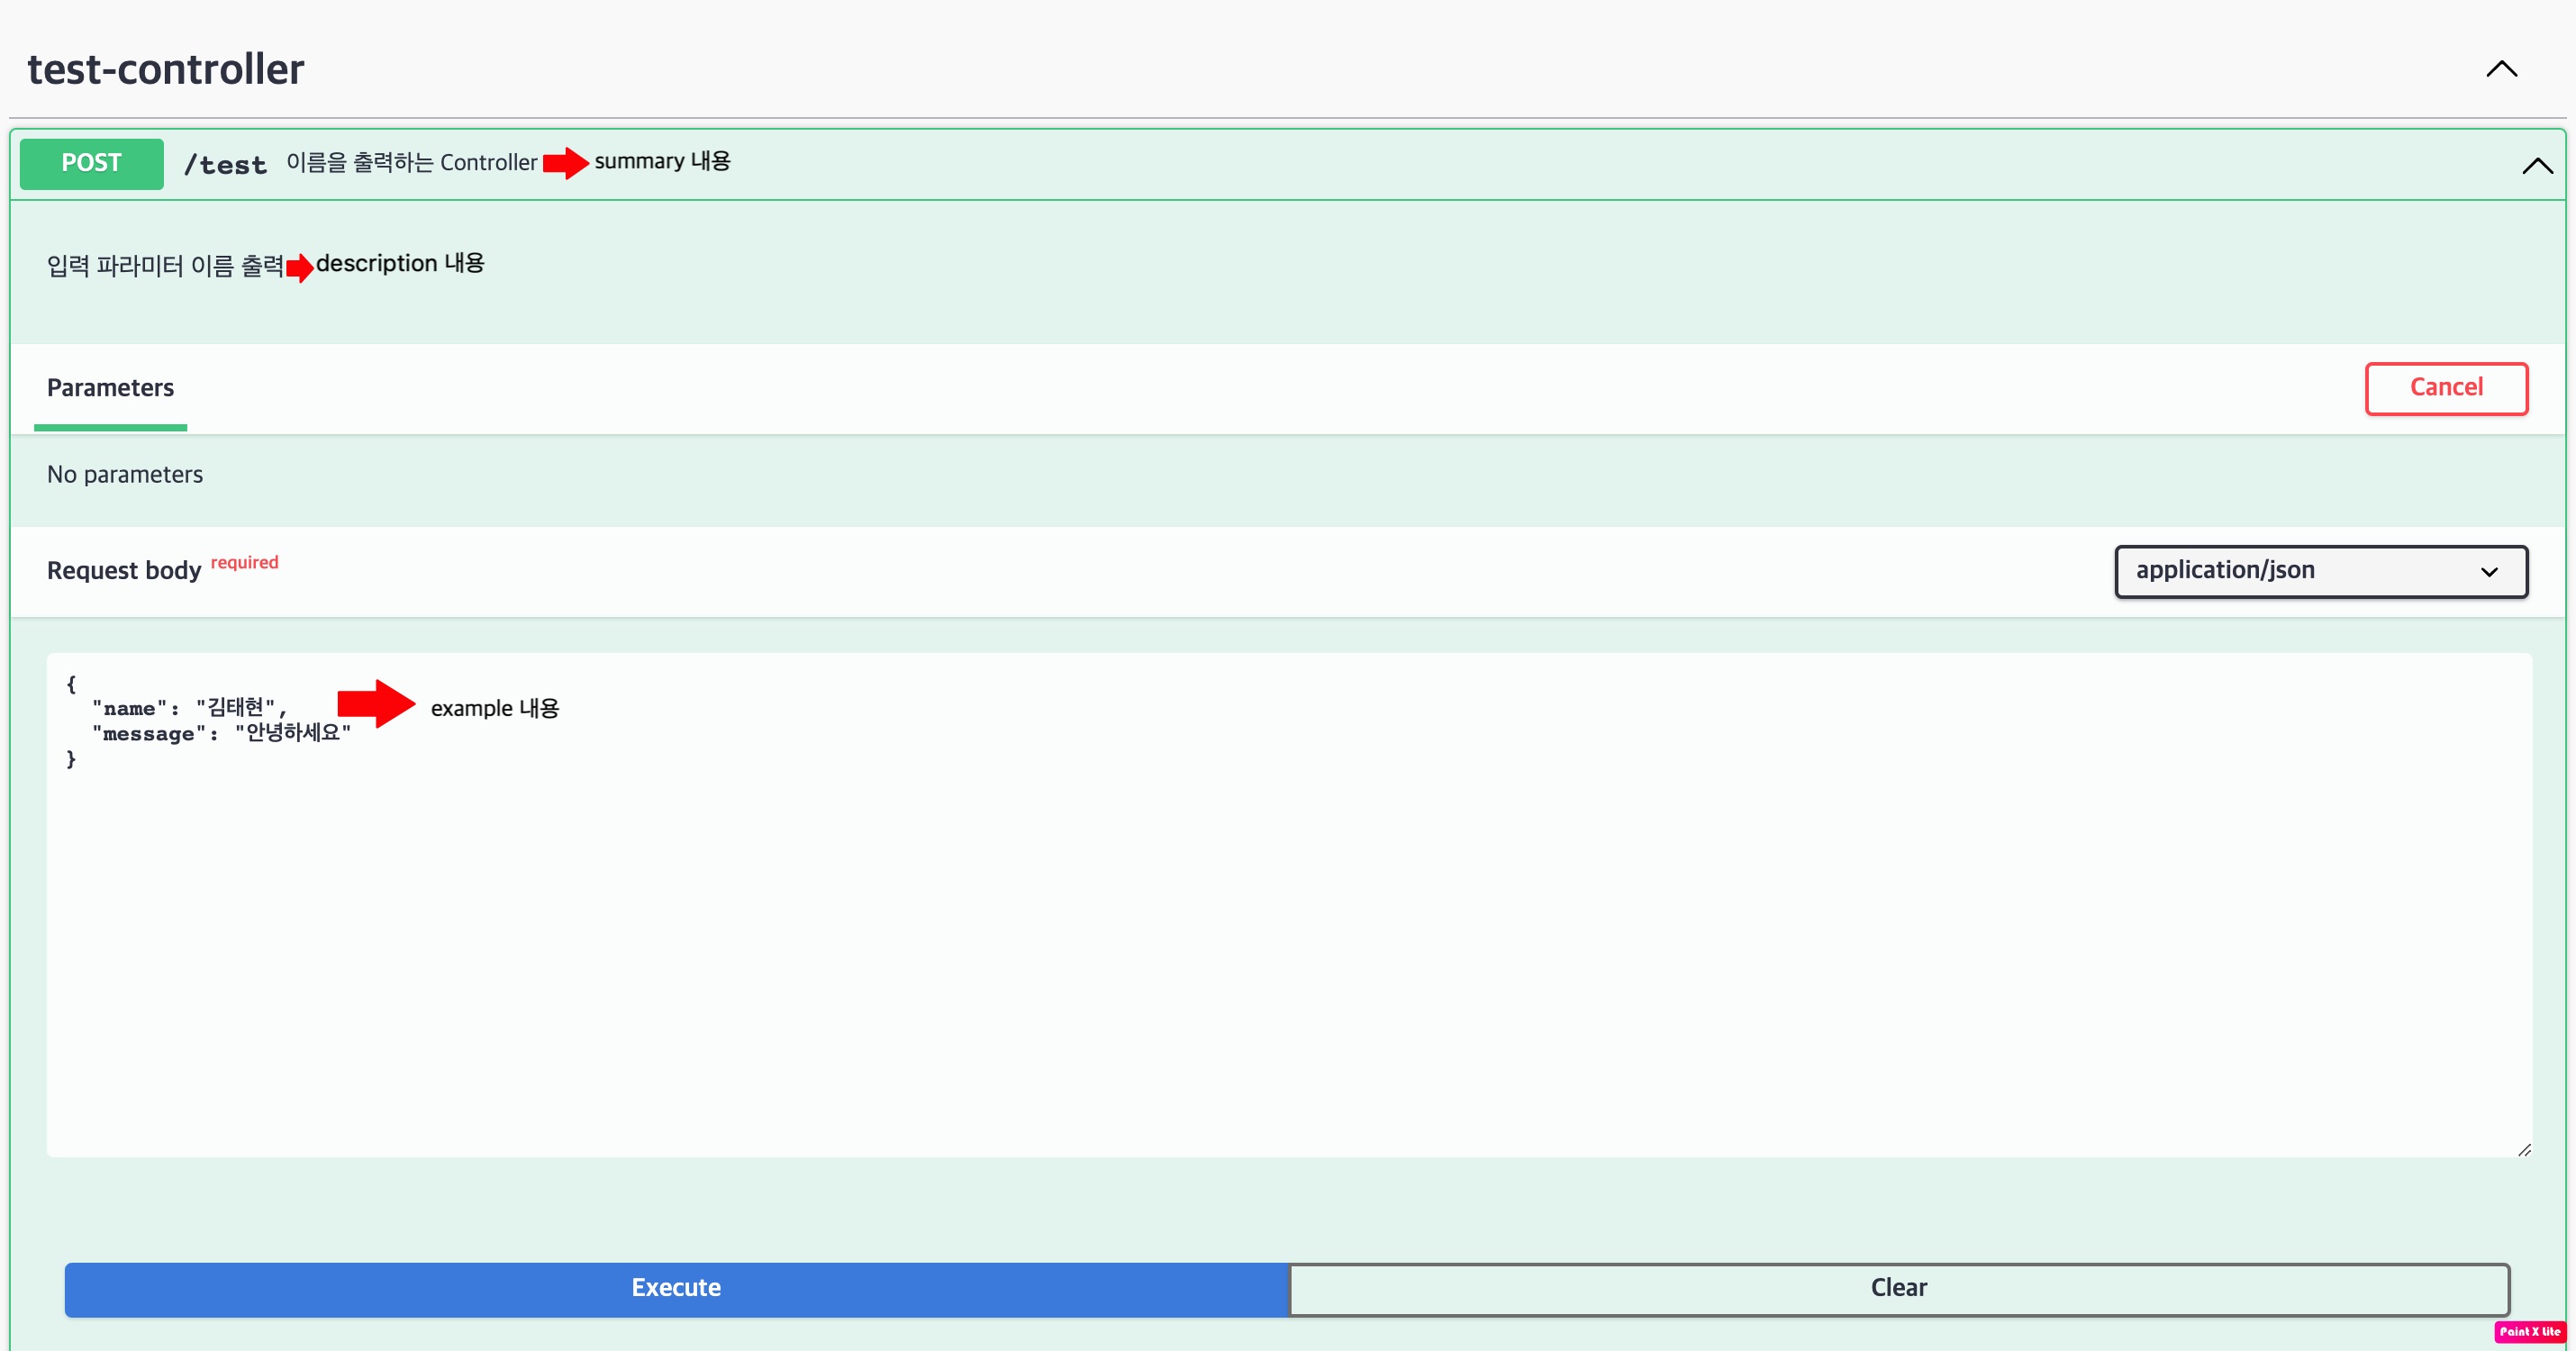 test-controller
POST /test 이름을 출력하는 Controller summary 내용
입력 파라미터 이름 출력 description 내용
Parameters Cancel
No parameters
Request body required application/json
{
"name": "김태현", example 내용
"message": "안녕하세요"
}
Execute Clear
Paint X Lite